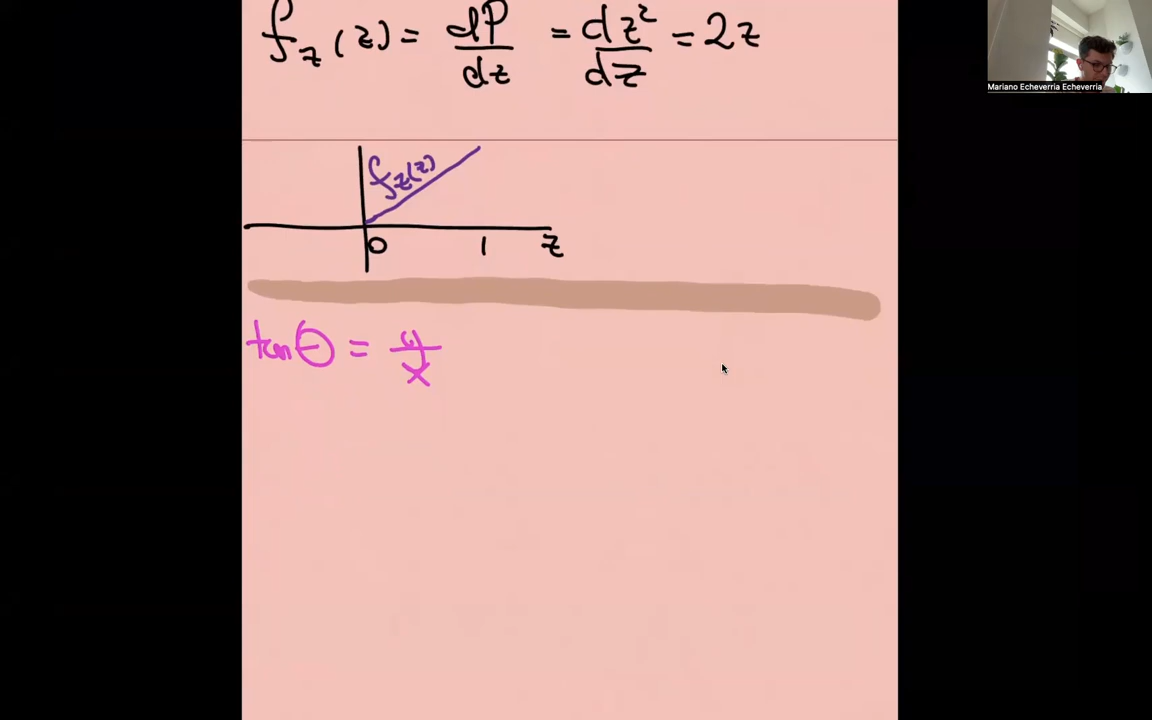 f_z(z) = dP/dz = dz²/dz = 2z
Mariano Echeverria Echeverria
f_z(z)
0 1 z
tan θ = y/x